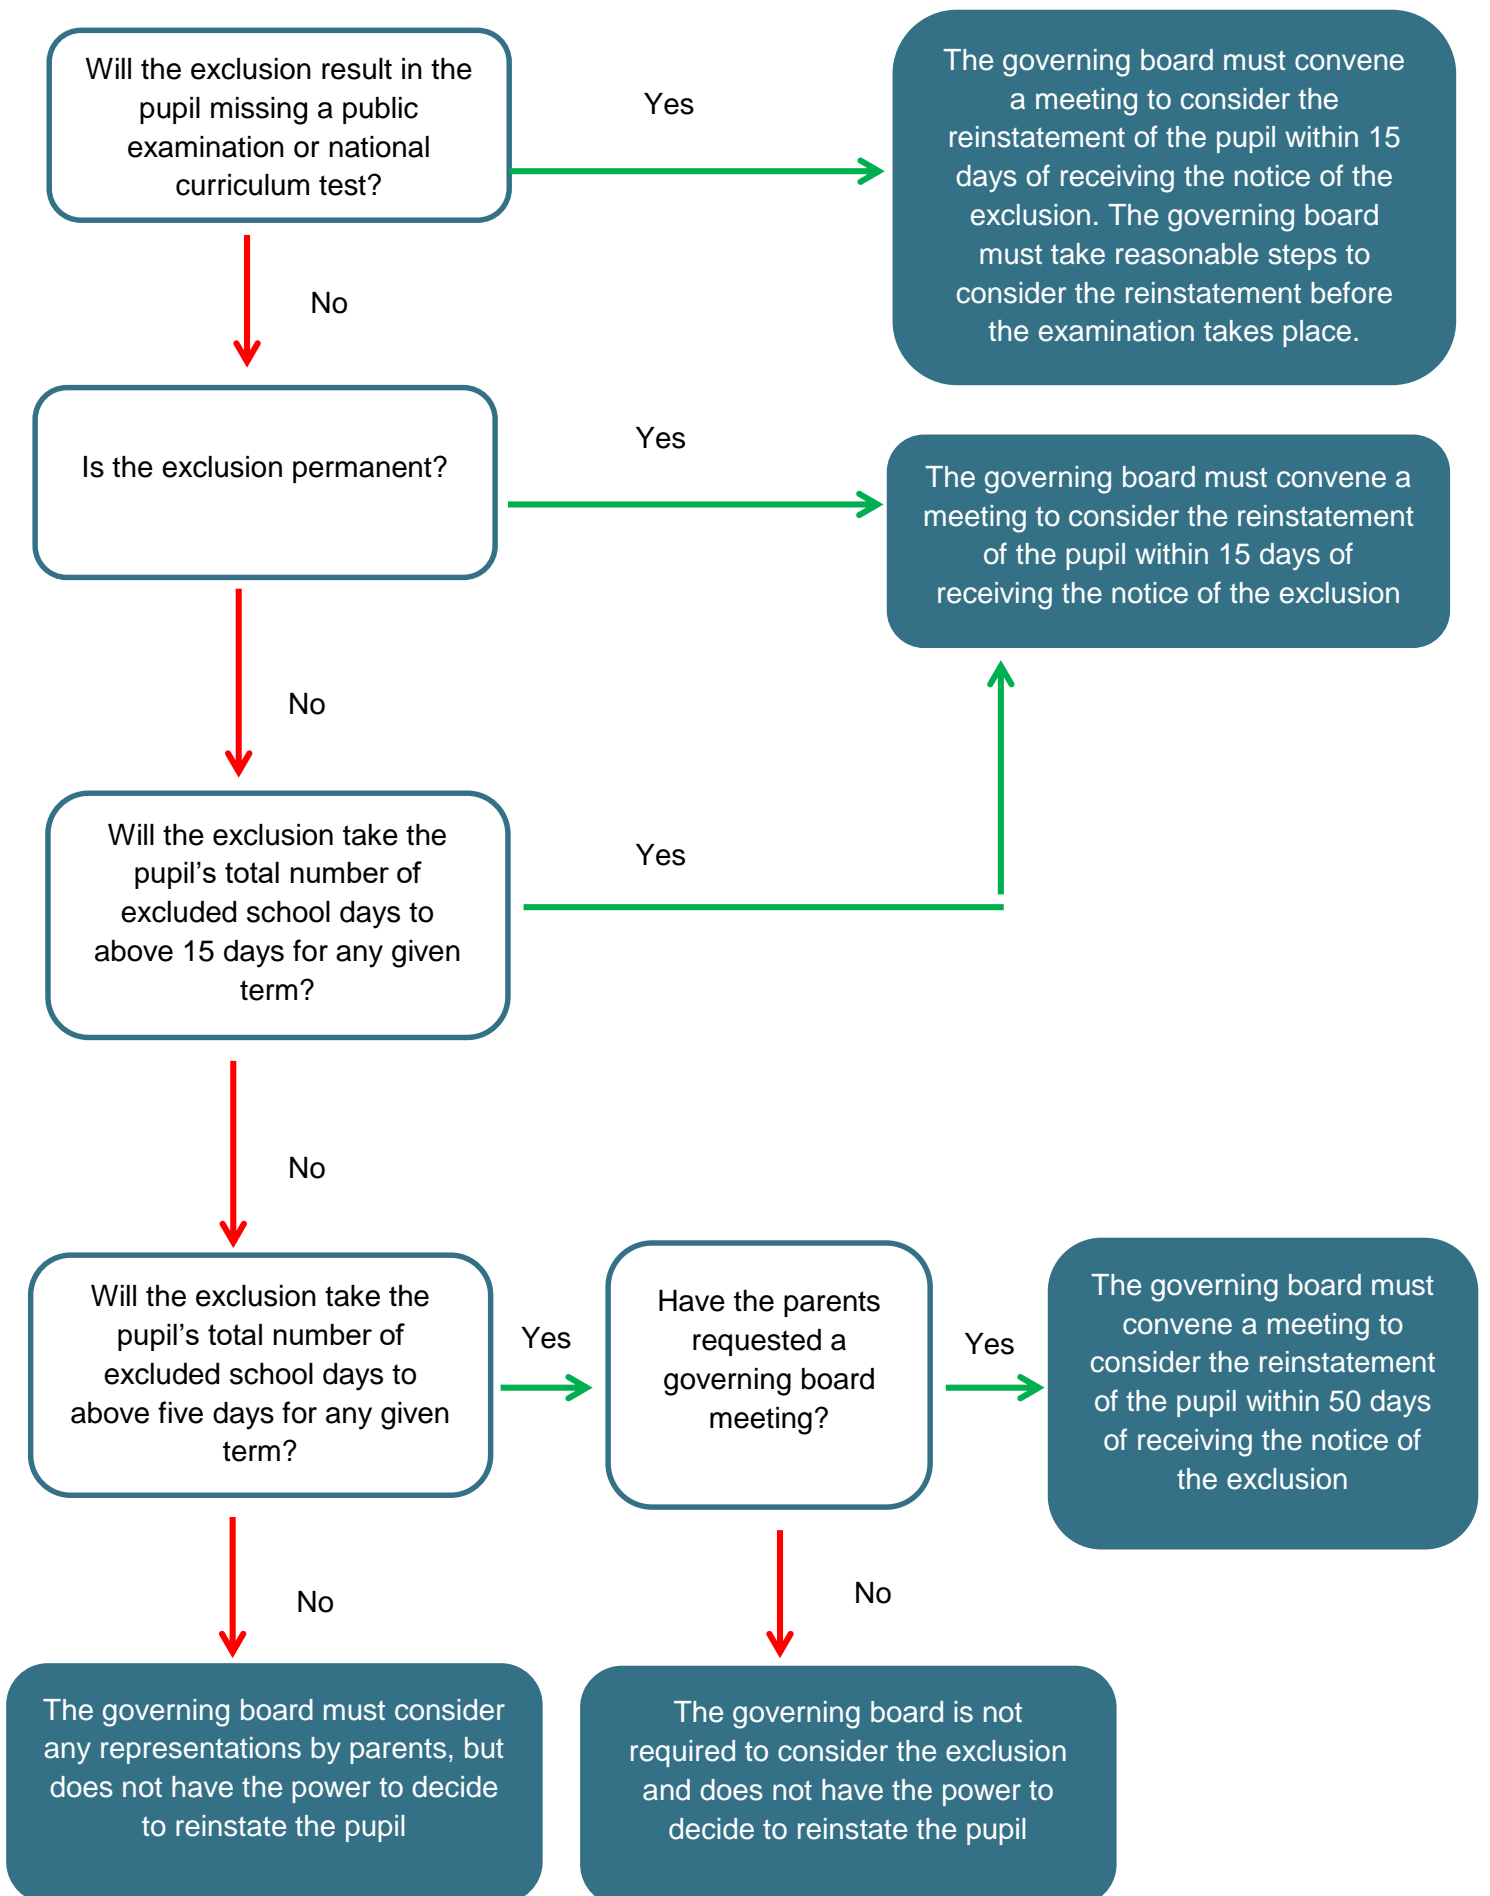 Will the exclusion result in the
pupil missing a public
examination or national
curriculum test?
Yes
The governing board must convene
a meeting to consider the
reinstatement of the pupil within 15
days of receiving the notice of the
exclusion. The governing board
must take reasonable steps to
consider the reinstatement before
the examination takes place.
No
Is the exclusion permanent?
Yes
The governing board must convene a
meeting to consider the reinstatement
of the pupil within 15 days of
receiving the notice of the exclusion
No
Will the exclusion take the
pupil’s total number of
excluded school days to
above 15 days for any given
term?
Yes
No
Will the exclusion take the
pupil’s total number of
excluded school days to
above five days for any given
term?
Yes
Have the parents
requested a
governing board
meeting?
Yes
The governing board must
convene a meeting to
consider the reinstatement
of the pupil within 50 days
of receiving the notice of
the exclusion
No
No
The governing board must consider
any representations by parents, but
does not have the power to decide
to reinstate the pupil
The governing board is not
required to consider the exclusion
and does not have the power to
decide to reinstate the pupil